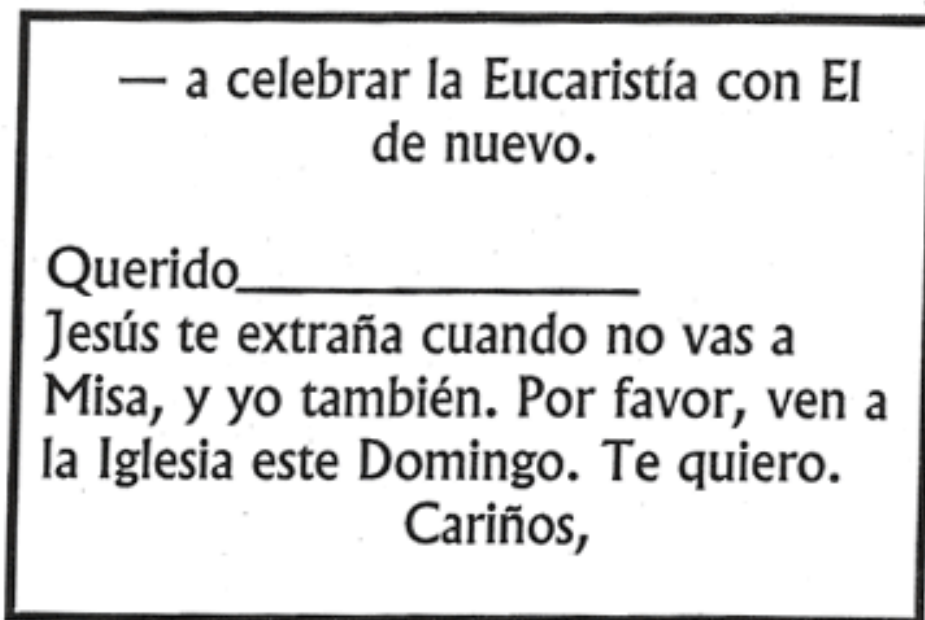 — a celebrar la Eucaristía con El
de nuevo.
Querido_______________
Jesús te extraña cuando no vas a
Misa, y yo también. Por favor, ven a
la Iglesia este Domingo. Te quiero.
Cariños,